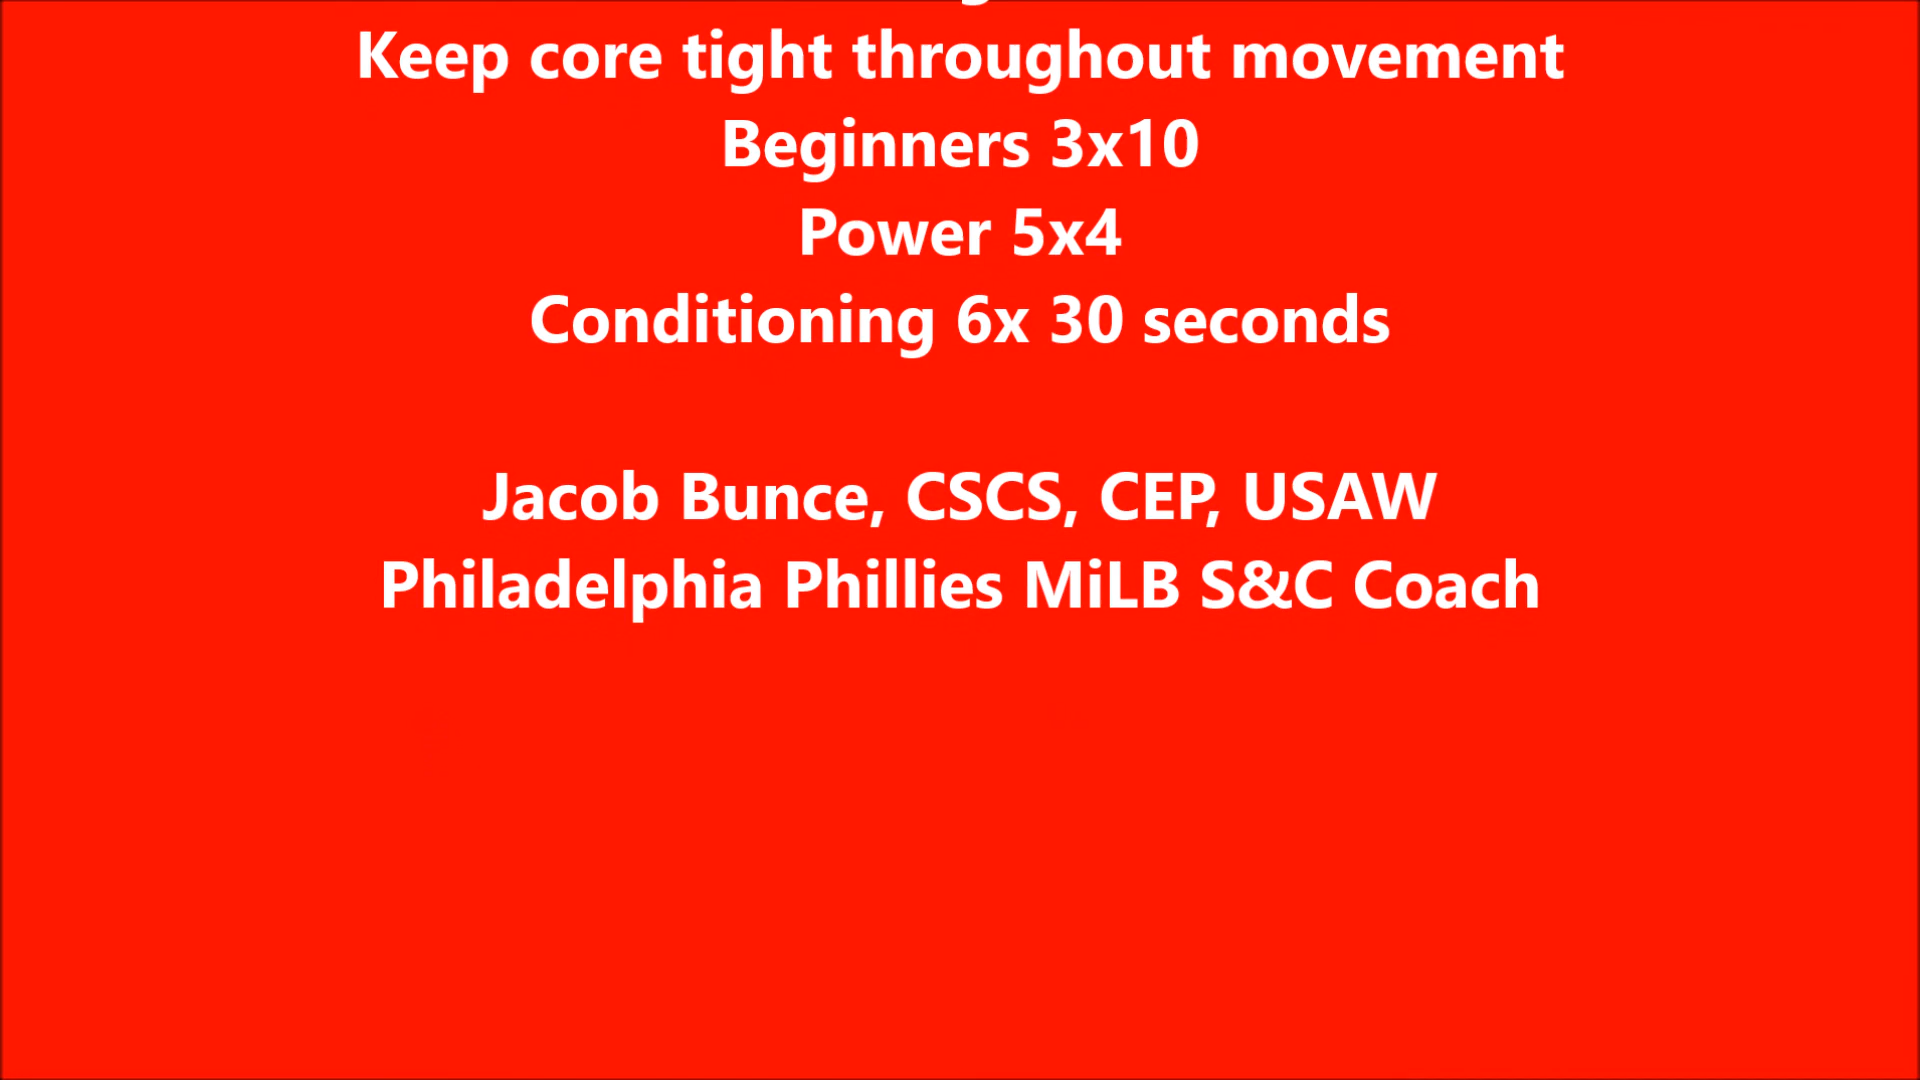 Keep core tight throughout movement
Beginners 3x10
Power 5x4
Conditioning 6x 30 seconds
Jacob Bunce, CSCS, CEP, USAW
Philadelphia Phillies MiLB S&C Coach